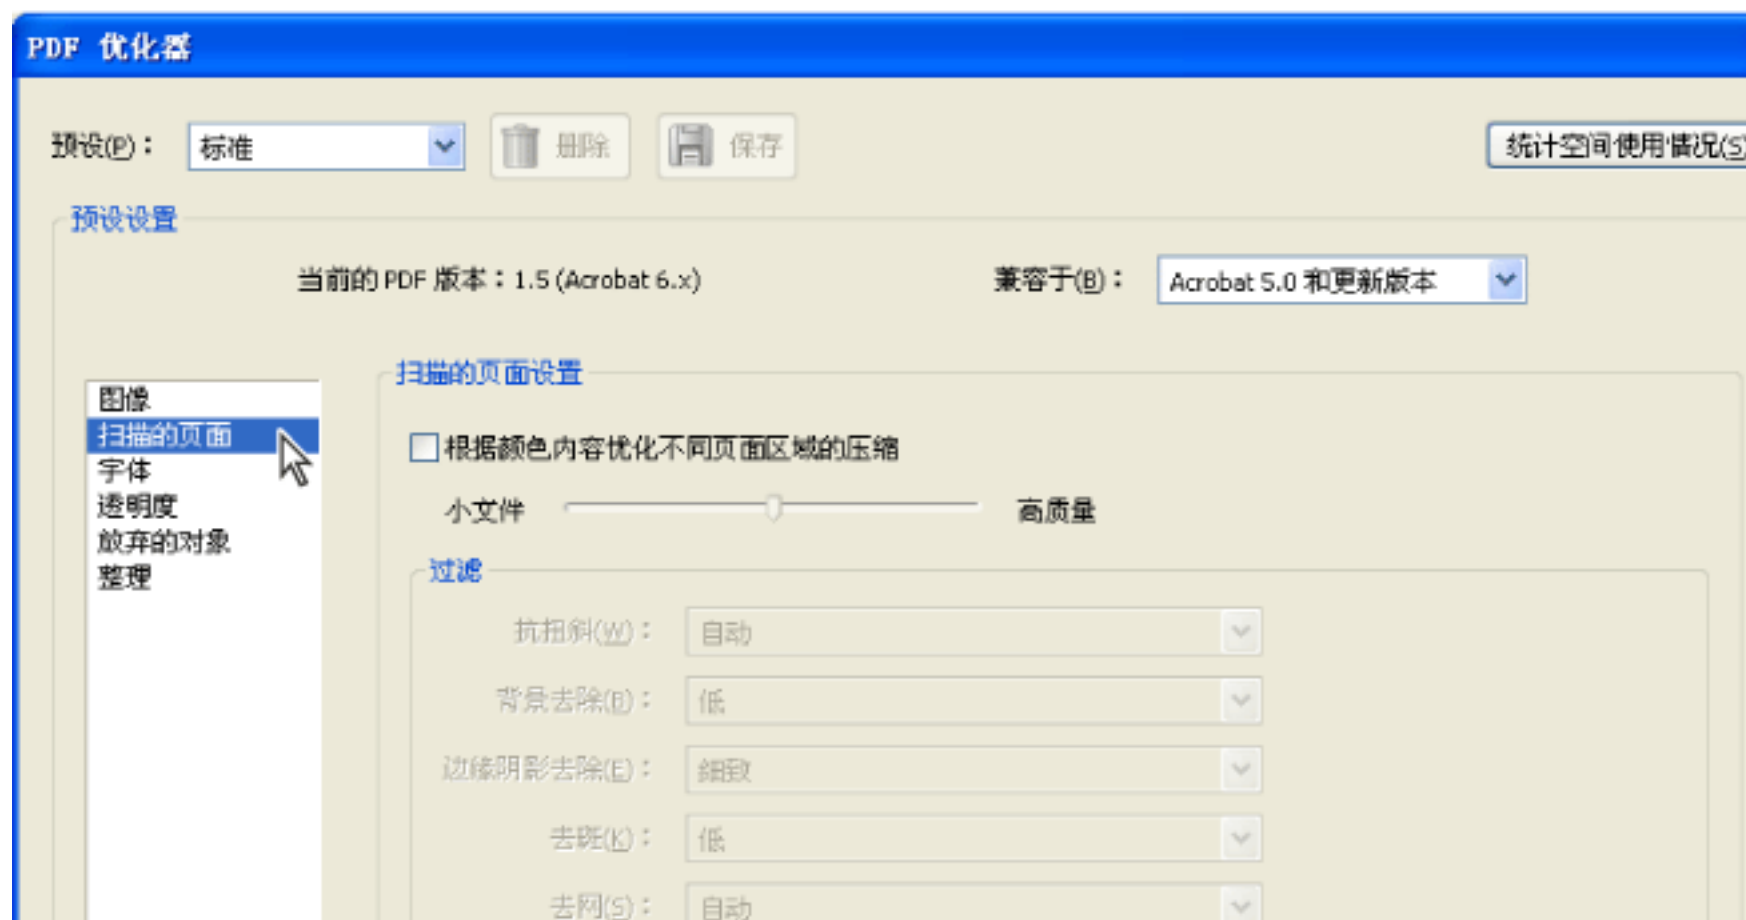 PDF 优化器
预设(P)： 标准 删除 保存 统计空间使用情况(S)
预设设置
当前的 PDF 版本：1.5 (Acrobat 6.x) 兼容于(B)： Acrobat 5.0 和更新版本
图像
扫描的页面
字体
透明度
放弃的对象
整理
扫描的页面设置
根据颜色内容优化不同页面区域的压缩
小文件 高质量
过滤
抗扭斜(W)： 自动
背景去除(B)： 低
边缘阴影去除(E)： 细致
去斑(K)： 低
去网(S)： 自动